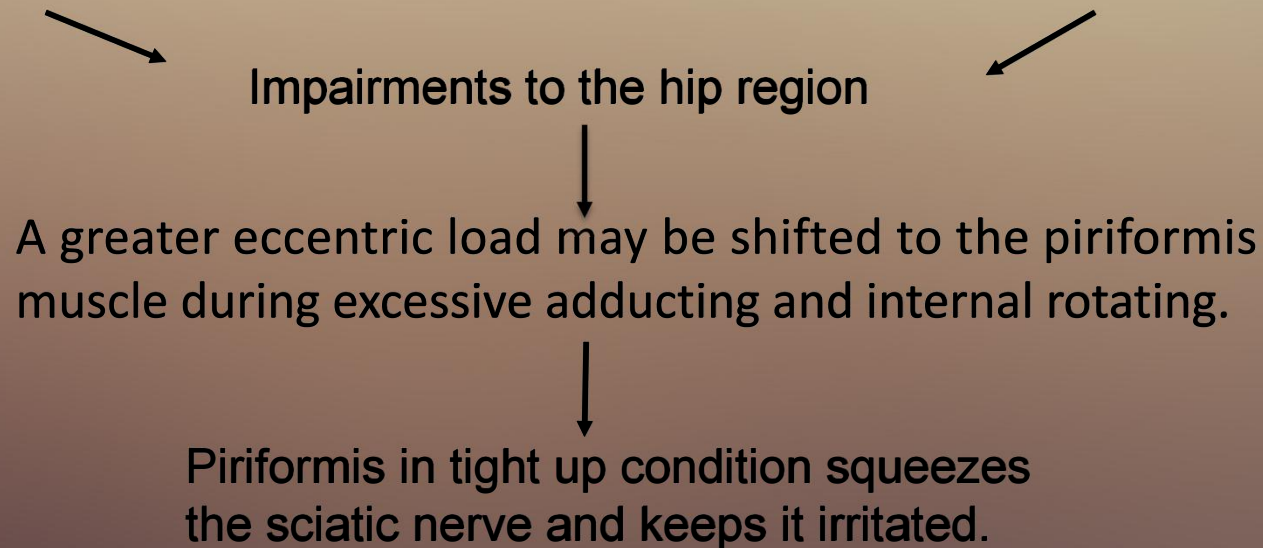 Impairments to the hip region
A greater eccentric load may be shifted to the piriformis
muscle during excessive adducting and internal rotating.
Piriformis in tight up condition squeezes
the sciatic nerve and keeps it irritated.